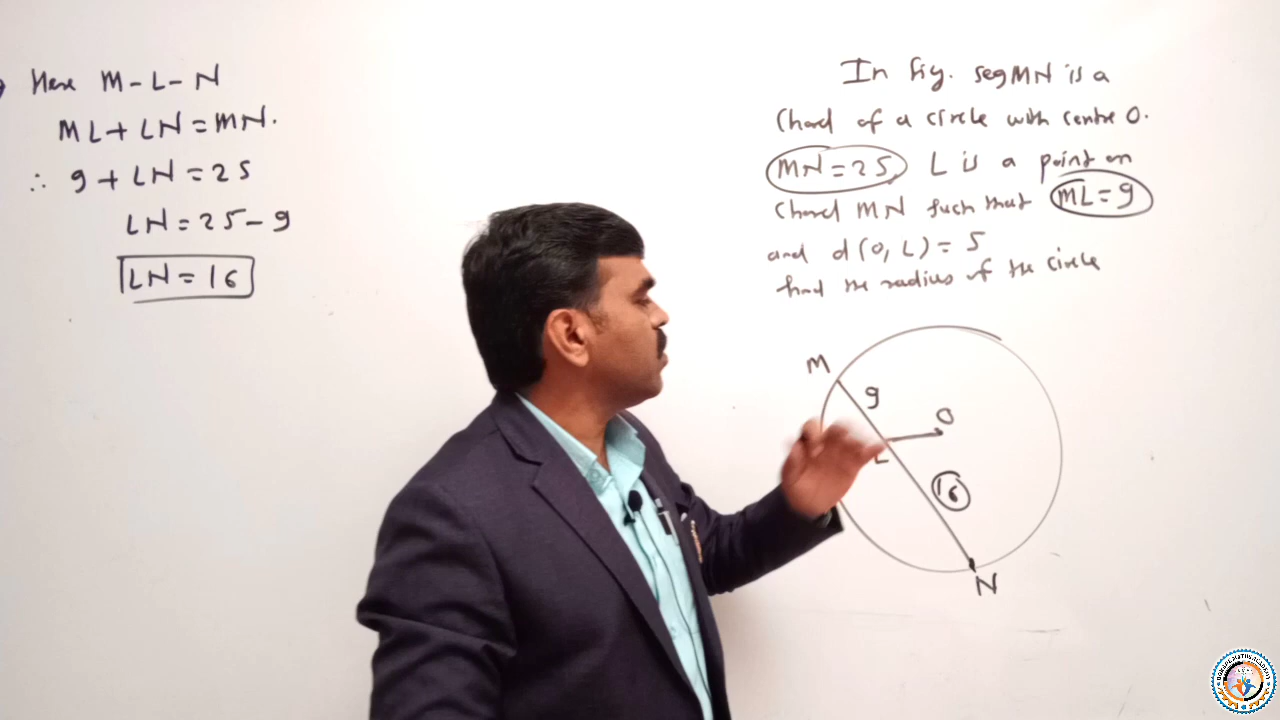 Here M-L-N
ML+LN=MN.
∴ 9+LN=25
LN=25-9
LN=16
In fig. seg MN is a
Chord of a circle with centre O.
MN=25, L is a point on
Chord MN such that ML=9
and d(O, L)=5
find the radius of the circle
M
9
O
L
16
N